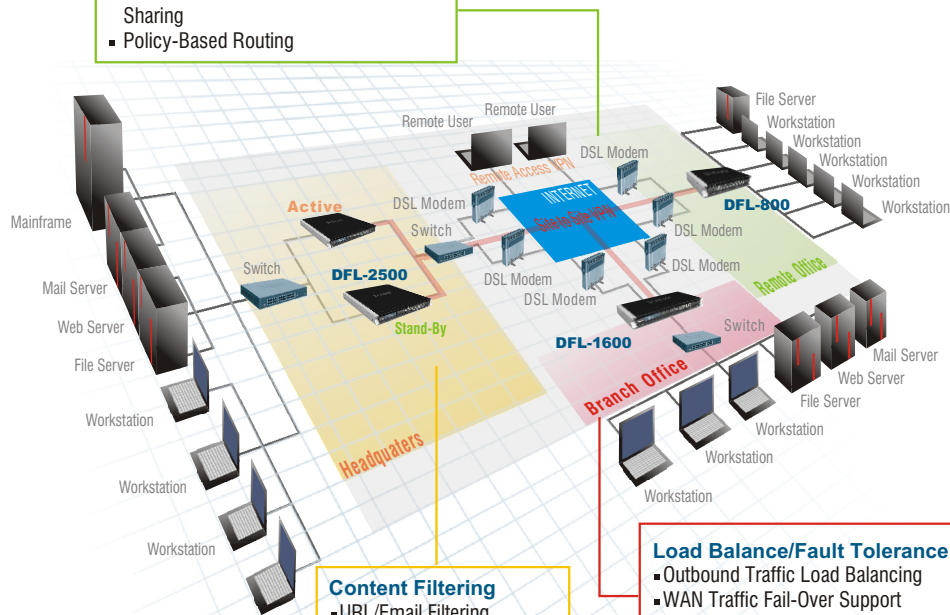 Sharing
▪ Policy-Based Routing
Remote User
Remote User
File Server
Workstation
Workstation
Workstation
Workstation
Workstation
DSL Modem
Remote Access VPN
INTERNET
Site-to-Site VPN
DFL-800
Mainframe
Active
DSL Modem
Switch
DSL Modem
DSL Modem
Switch
DFL-2500
DSL Modem
DSL Modem
Remote Office
Mail Server
Web Server
File Server
Stand-By
DFL-1600
Switch
Branch Office
Mail Server
Web Server
File Server
Workstation
Workstation
Workstation
Workstation
Headquaters
Workstation
Workstation
Content Filtering
▪ URL/Email Filtering
Load Balance/Fault Tolerance
▪ Outbound Traffic Load Balancing
▪ WAN Traffic Fail-Over Support